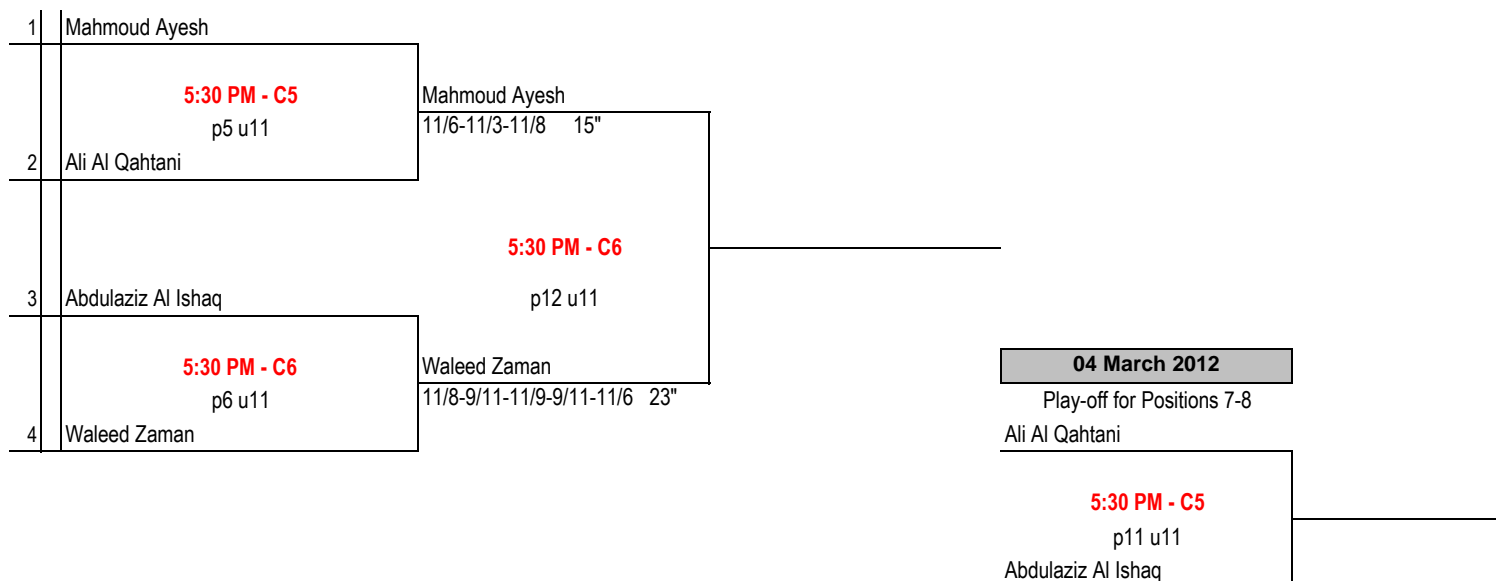 1 Mahmoud Ayesh
5:30 PM - C5
Mahmoud Ayesh
p5 u11
11/6-11/3-11/8 15"
2 Ali Al Qahtani
5:30 PM - C6
3 Abdulaziz Al Ishaq
p12 u11
5:30 PM - C6
Waleed Zaman
p6 u11
11/8-9/11-11/9-9/11-11/6 23"
4 Waleed Zaman
04 March 2012
Play-off for Positions 7-8
Ali Al Qahtani
5:30 PM - C5
p11 u11
Abdulaziz Al Ishaq